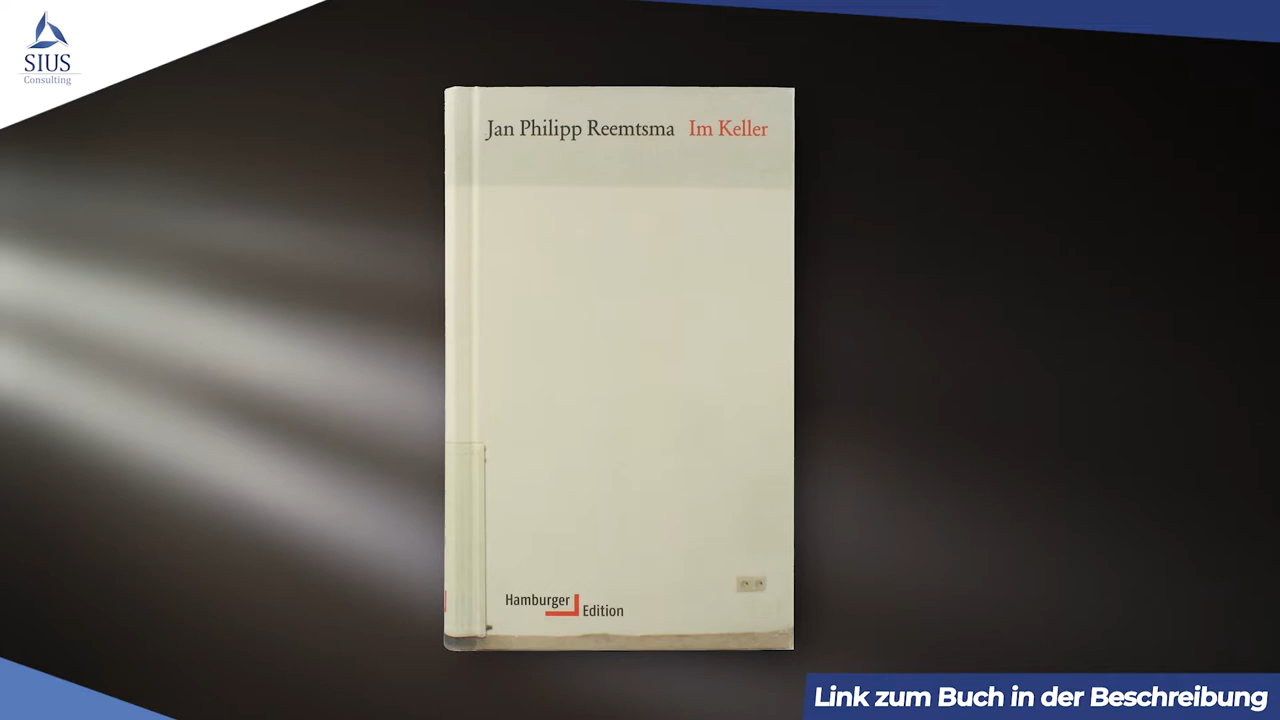 SIUS
Consulting
Jan Philipp Reemtsma Im Keller
Hamburger
Edition
Link zum Buch in der Beschreibung